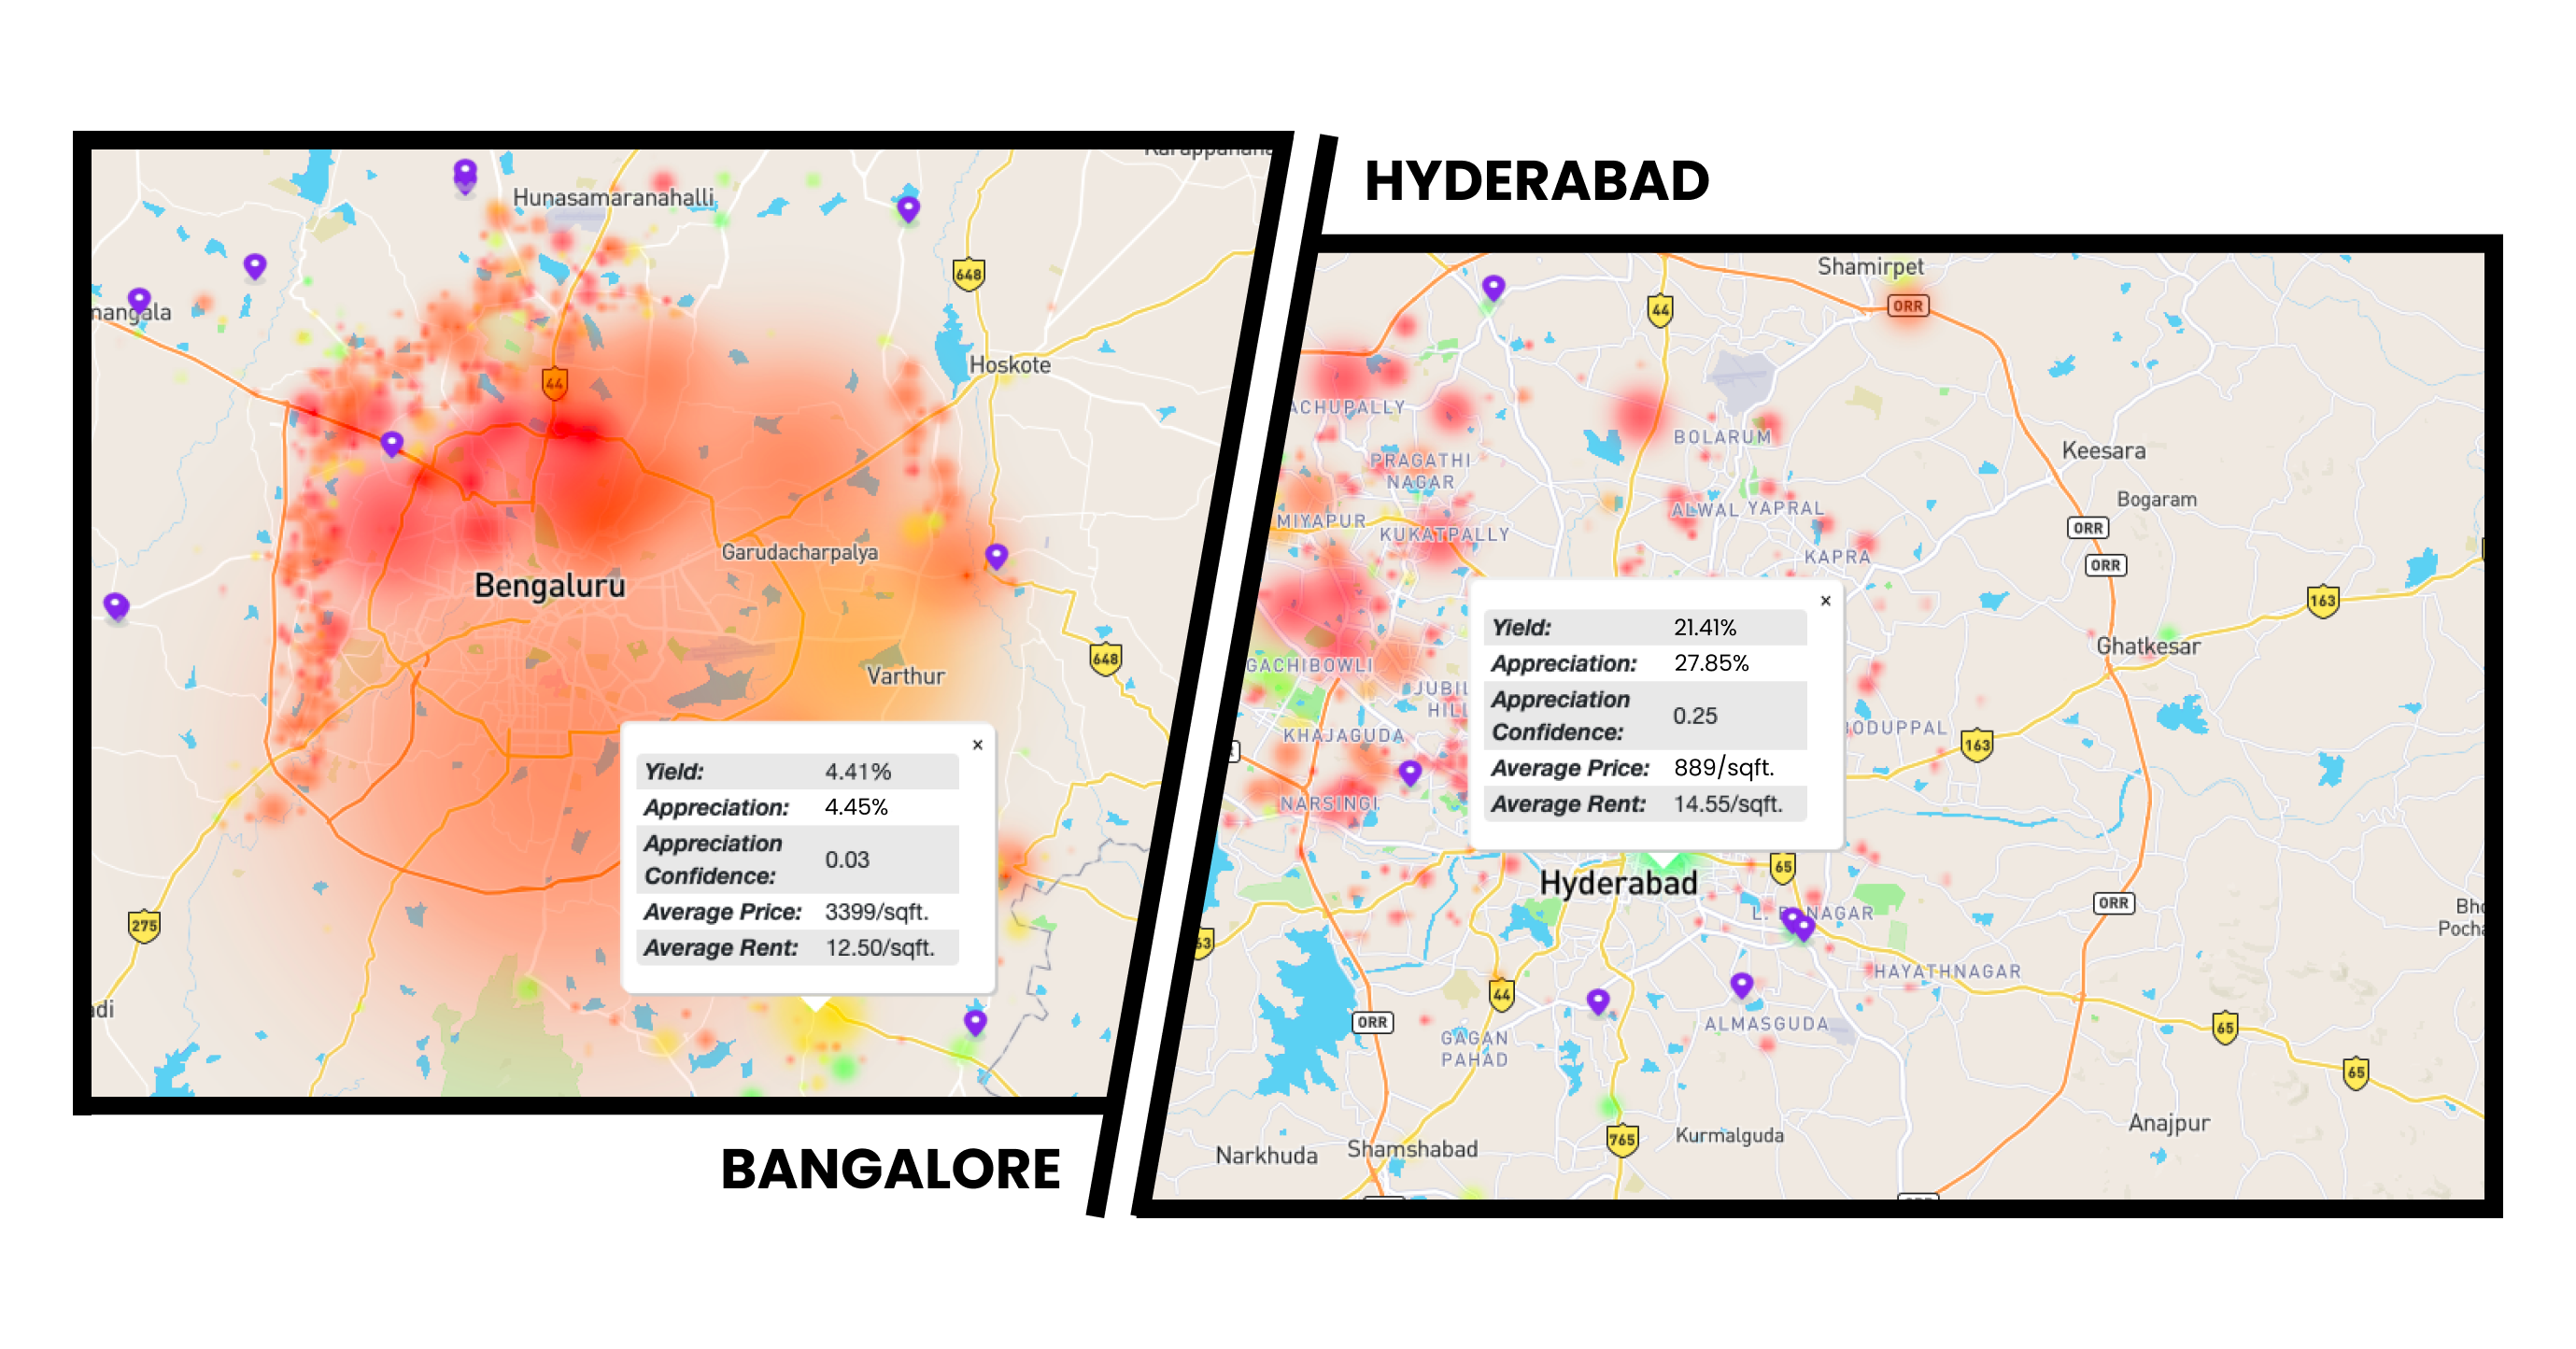 Hunasamaranahalli
648
nangala
Hoskote
44
Garudacharpalya
Bengaluru
648
Varthur
×
Yield: 4.41%
Appreciation: 4.45%
Appreciation
Confidence: 0.03
Average Price: 3399/sqft.
Average Rent: 12.50/sqft.
275
adi
BANGALORE
HYDERABAD
Shamirpet
44
ORR
ACHUPALLY
BOLARUM
Keesara
PRAGATHI
NAGAR
Bogaram
MIYAPUR
ALWAL YAPRAL
ORR
KUKATPALLY
KAPRA
ORR
163
×
Yield: 21.41%
Appreciation: 27.85%
Appreciation
Confidence: 0.25
Average Price: 889/sqft.
Average Rent: 14.55/sqft.
Ghatkesar
GACHIBOWLI
JUBIL
HILL
KHAJAGUDA
ODUPPAL
163
NARSINGI
65
Hyderabad
ORR
Bho
Pocha
L. B. NAGAR
63
HAYATHNAGAR
44
ORR
ALMASGUDA
65
GAGAN
PAHAD
65
Anajpur
765
Kurmalguda
Narkhuda
Shamshabad